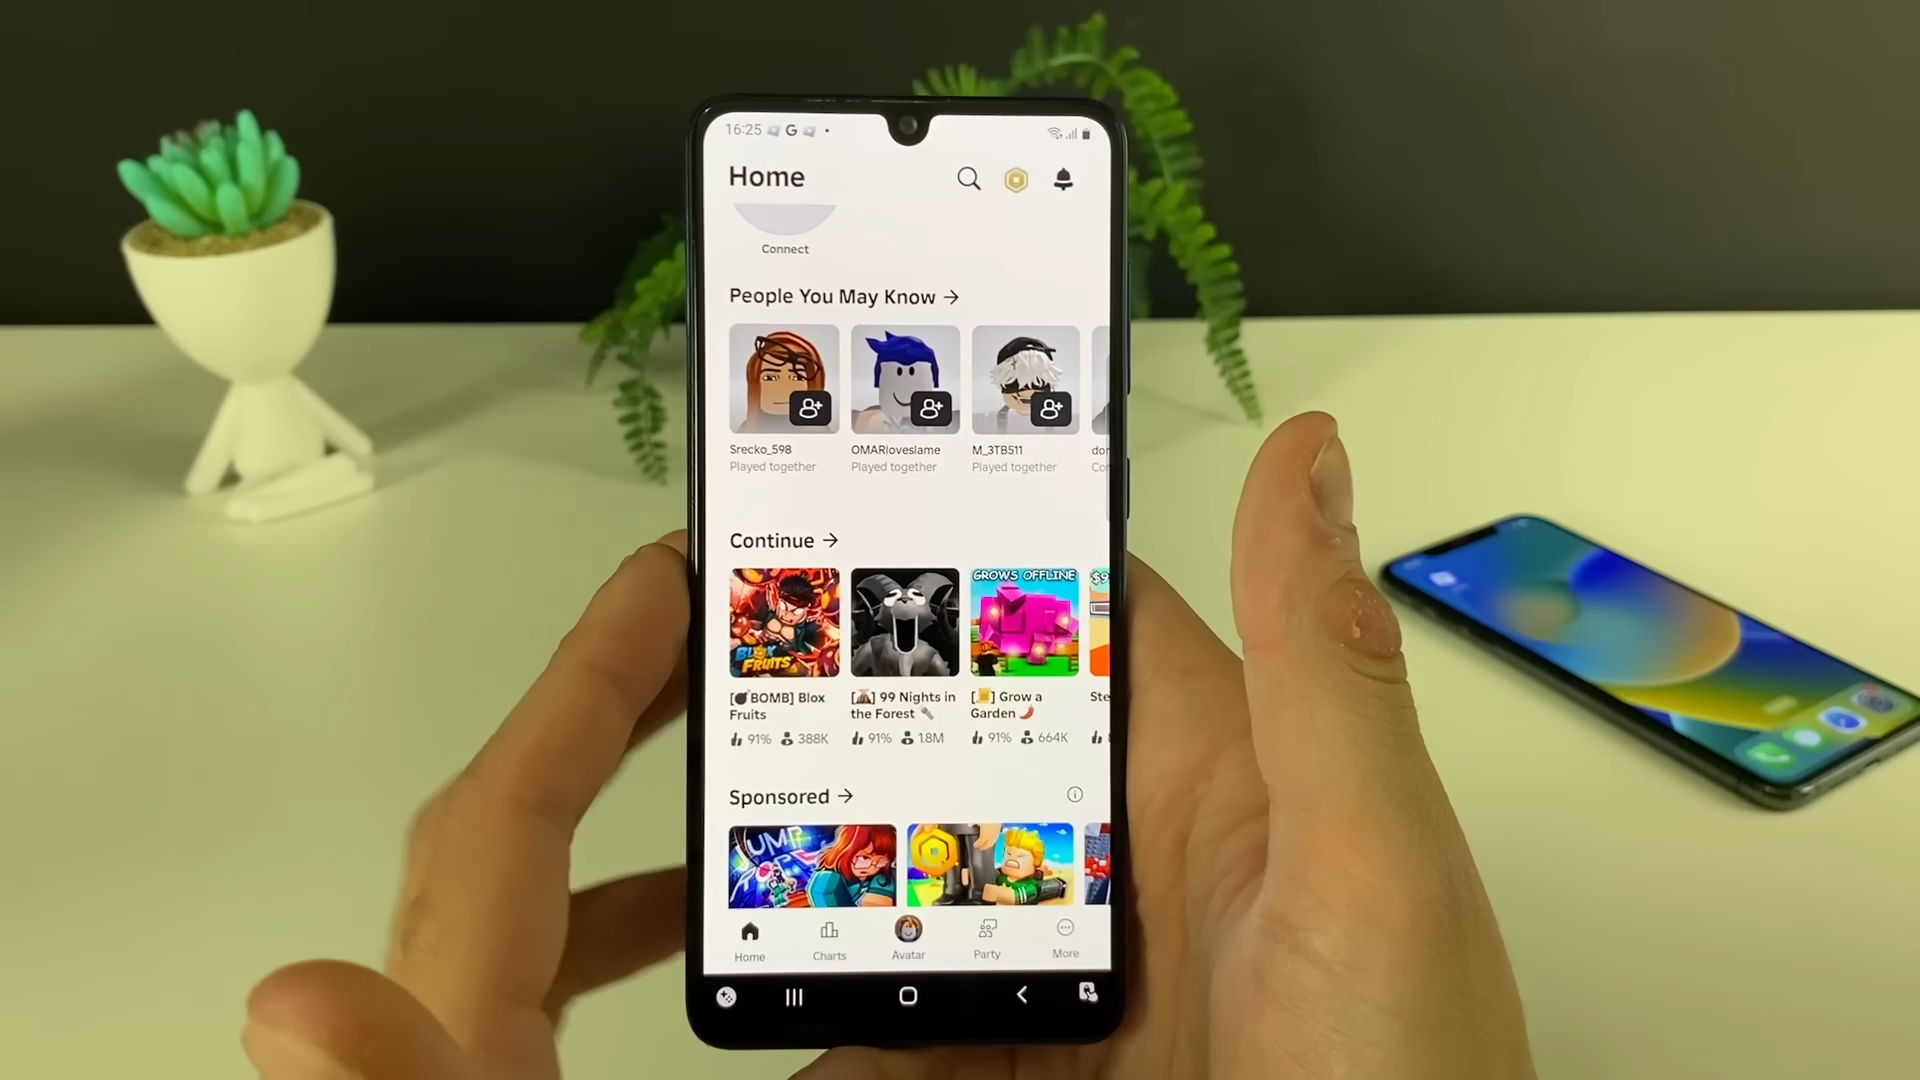 16:25 G
Home
Connect
People You May Know →
Srecko_598 OMARloveslame M_3TB511
Played together Played together Played together
Continue →
GROWS OFFLINE
BLOX
FRUITS
[💣BOMB] Blox Fruits
[⛺] 99 Nights in the Forest 🔦
[📜] Grow a Garden 🌶️
Ste
91% 388K 91% 1.8M 91% 664K
Sponsored →
JUMP
Home Charts Avatar Party More